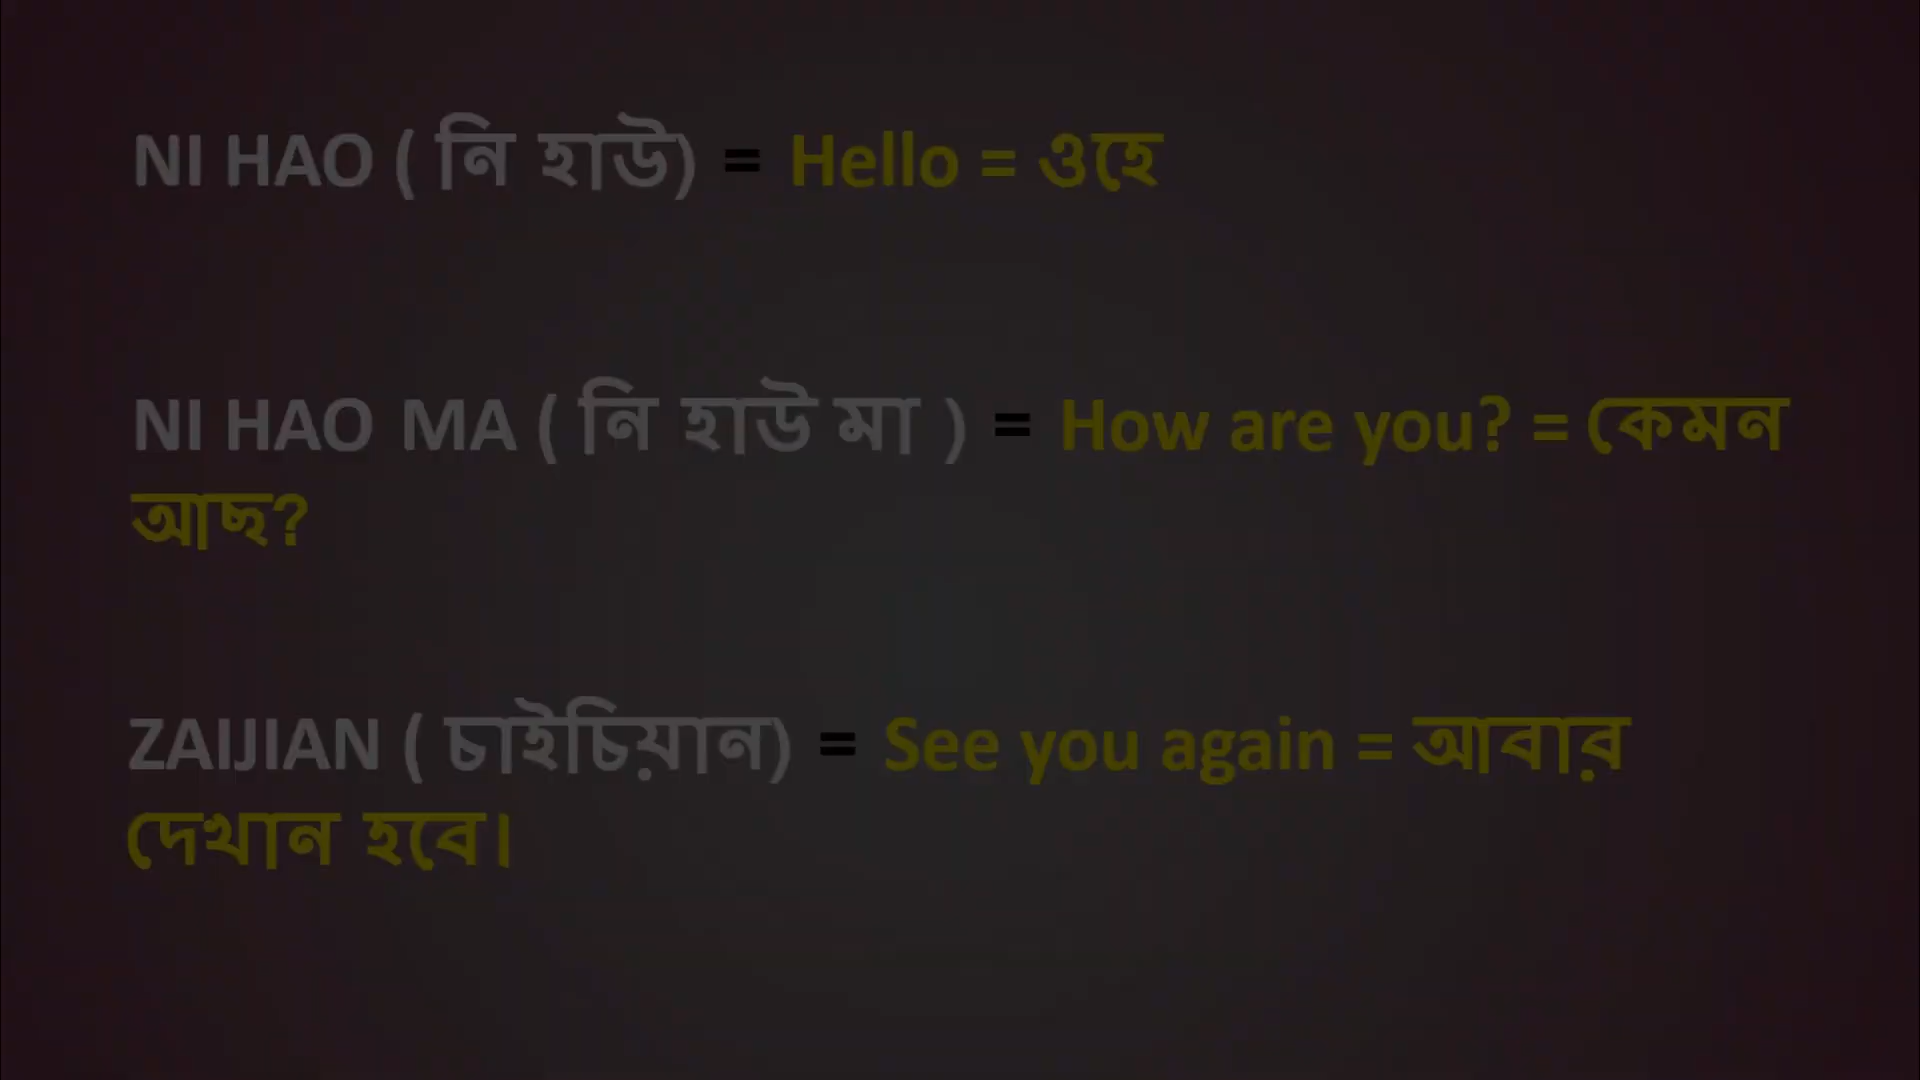 NI HAO ( নি হাউ) = Hello = ওহে
NI HAO MA ( নি হাউ মা ) = How are you? = কেমন
আছ?
ZAIJIAN ( চাইচিয়ান) = See you again = আবার
দেখান হবে।